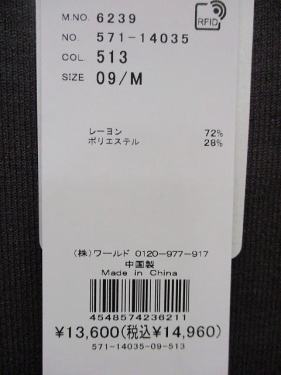 M.NO. 6239
RFID
NO. 571-14035
COL. 513
SIZE 09/M
レーヨン 72%
ポリエステル 28%
(株)ワールド 0120-977-917
中国製
Made in China
4548574236211
¥13,600(税込¥14,960)
571-14035-09-513